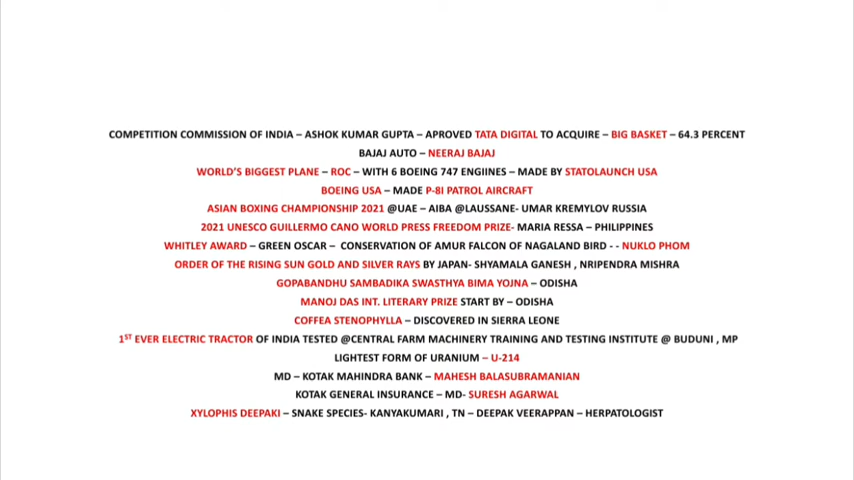 COMPETITION COMMISSION OF INDIA – ASHOK KUMAR GUPTA – APROVED TATA DIGITAL TO ACQUIRE – BIG BASKET – 64.3 PERCENT
BAJAJ AUTO – NEERAJ BAJAJ
WORLD'S BIGGEST PLANE – ROC – WITH 6 BOEING 747 ENGIINES – MADE BY STATOLAUNCH USA
BOEING USA – MADE P-8I PATROL AIRCRAFT
ASIAN BOXING CHAMPIONSHIP 2021 @UAE – AIBA @LAUSSANE- UMAR KREMYLOV RUSSIA
2021 UNESCO GUILLERMO CANO WORLD PRESS FREEDOM PRIZE- MARIA RESSA – PHILIPPINES
WHITLEY AWARD – GREEN OSCAR – CONSERVATION OF AMUR FALCON OF NAGALAND BIRD - - NUKLO PHOM
ORDER OF THE RISING SUN GOLD AND SILVER RAYS BY JAPAN- SHYAMALA GANESH , NRIPENDRA MISHRA
GOPABANDHU SAMBADIKA SWASTHYA BIMA YOJNA – ODISHA
MANOJ DAS INT. LITERARY PRIZE START BY – ODISHA
COFFEA STENOPHYLLA – DISCOVERED IN SIERRA LEONE
1ST EVER ELECTRIC TRACTOR OF INDIA TESTED @CENTRAL FARM MACHINERY TRAINING AND TESTING INSTITUTE @ BUDUNI , MP
LIGHTEST FORM OF URANIUM – U-214
MD – KOTAK MAHINDRA BANK – MAHESH BALASUBRAMANIAN
KOTAK GENERAL INSURANCE – MD- SURESH AGARWAL
XYLOPHIS DEEPAKI – SNAKE SPECIES- KANYAKUMARI , TN – DEEPAK VEERAPPAN – HERPATOLOGIST